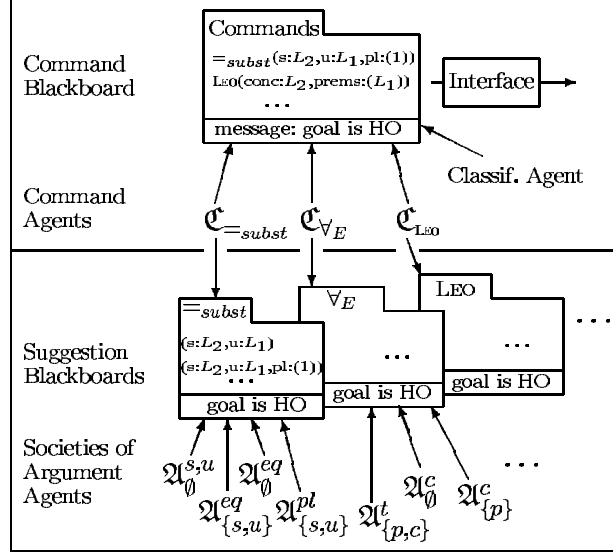 Commands
=subst(s:L2,u:L1,pl:(1))
LEO(conc:L2,prems:(L1))
...
message: goal is HO
Command
Blackboard
Interface
Classif. Agent
Command
Agents
ℭ=subst ℭ∀E ℭLEO
=subst
(s:L2,u:L1)
(s:L2,u:L1,pl:(1))
...
goal is HO
∀E
...
goal is HO
LEO
...
goal is HO
...
Suggestion
Blackboards
Societies of
Argument
Agents
𝔄∅^{s,u} 𝔄∅^{eq} 𝔄∅^{c} 𝔄{p}^{c} ...
𝔄{s,u}^{eq} 𝔄{s,u}^{pl} 𝔄{p,c}^{t}